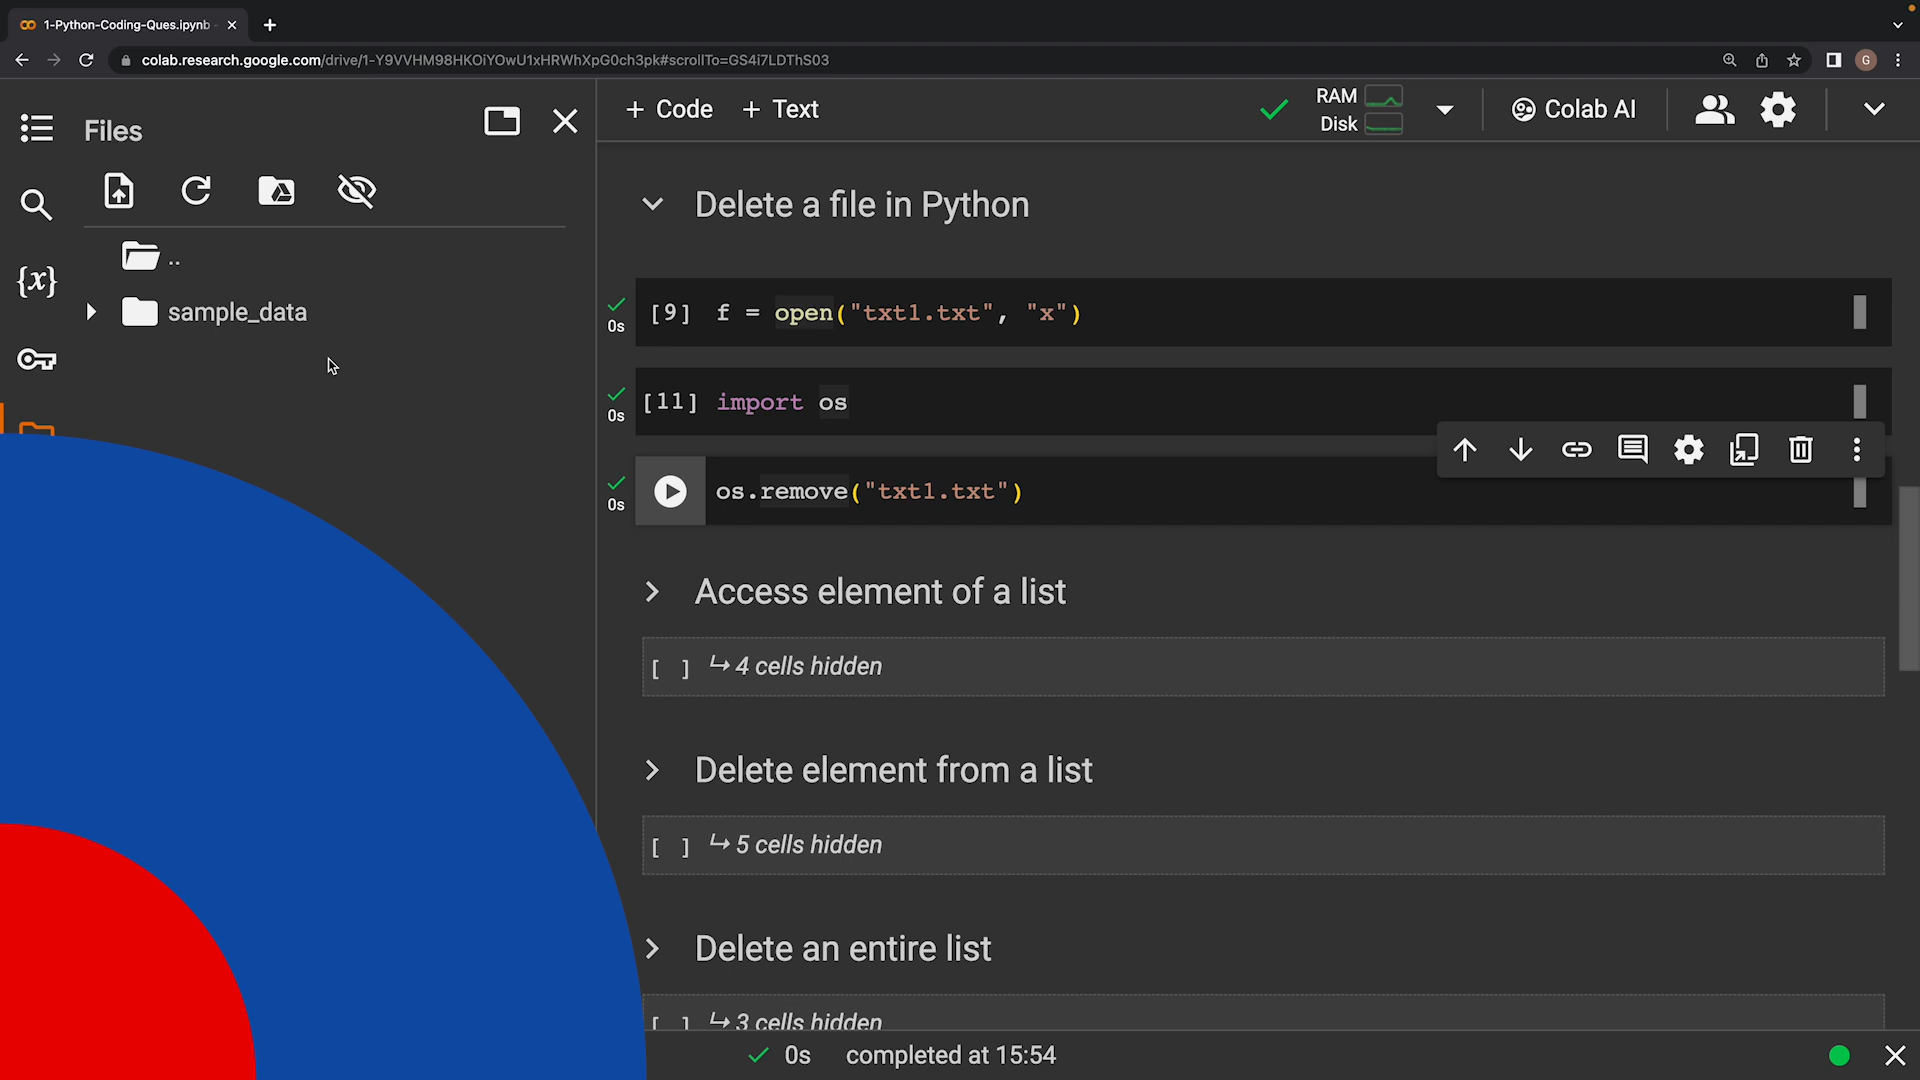 1-Python-Coding-Ques.ipynb -
colab.research.google.com/drive/1-Y9VVHM98HKOiYOwU1xHRWhXpG0ch3pk#scrollTo=GS4i7LDThS03
G
Files
+ Code + Text
RAM
Disk
Colab AI
..
sample_data
{x}
Delete a file in Python
0s
[9] f = open("txt1.txt", "x")
0s
[11] import os
0s
os.remove("txt1.txt")
Access element of a list
[ ] 4 cells hidden
Delete element from a list
[ ] 5 cells hidden
Delete an entire list
[ ] 3 cells hidden
0s completed at 15:54